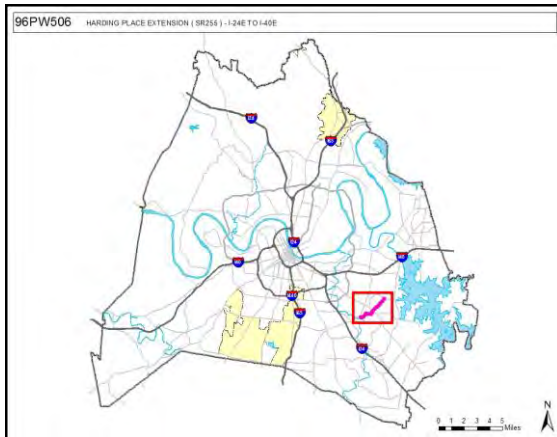 96PW506 HARDING PLACE EXTENSION ( SR255 ) - I-24E TO I-40E
0 1 2 3 4 5
Miles
N